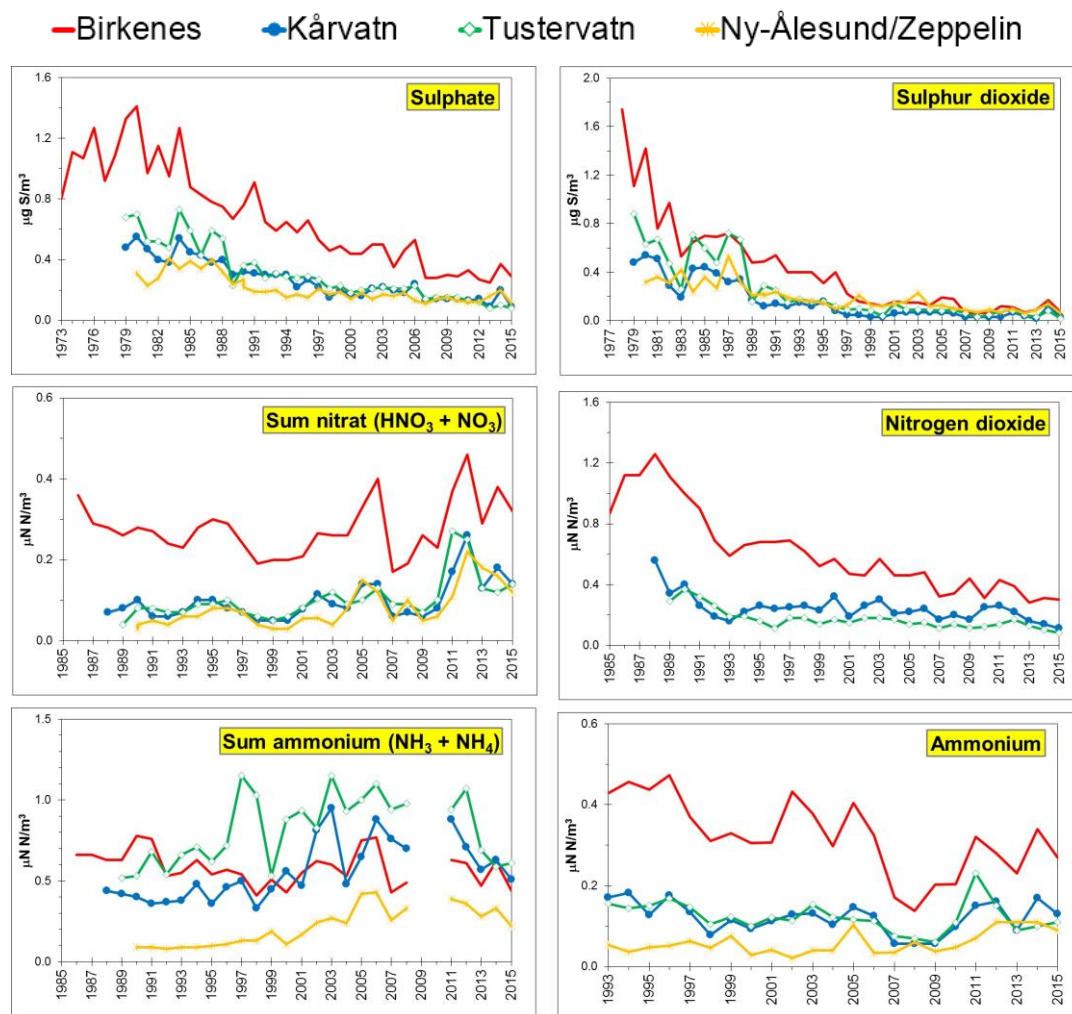 Birkenes Kårvatn Tustervatn Ny-Ålesund/Zeppelin
Sulphate
µg S/m³
1.6
1.2
0.8
0.4
0.0
1973 1976 1979 1982 1985 1988 1991 1994 1997 2000 2003 2006 2009 2012 2015
Sulphur dioxide
µg S/m³
2.0
1.6
1.2
0.8
0.4
0.0
1977 1979 1981 1983 1985 1987 1989 1991 1993 1995 1997 1999 2001 2003 2005 2007 2009 2011 2013 2015
Sum nitrat (HNO₃ + NO₃)
µN N/m³
0.6
0.4
0.2
0.0
1985 1987 1989 1991 1993 1995 1997 1999 2001 2003 2005 2007 2009 2011 2013 2015
Nitrogen dioxide
µN N/m³
1.6
1.2
0.8
0.4
0.0
1985 1987 1989 1991 1993 1995 1997 1999 2001 2003 2005 2007 2009 2011 2013 2015
Sum ammonium (NH₃ + NH₄)
µN N/m³
1.5
1.0
0.5
0.0
1985 1987 1989 1991 1993 1995 1997 1999 2001 2003 2005 2007 2009 2011 2013 2015
Ammonium
µN N/m³
0.6
0.4
0.2
0.0
1993 1995 1997 1999 2001 2003 2005 2007 2009 2011 2013 2015